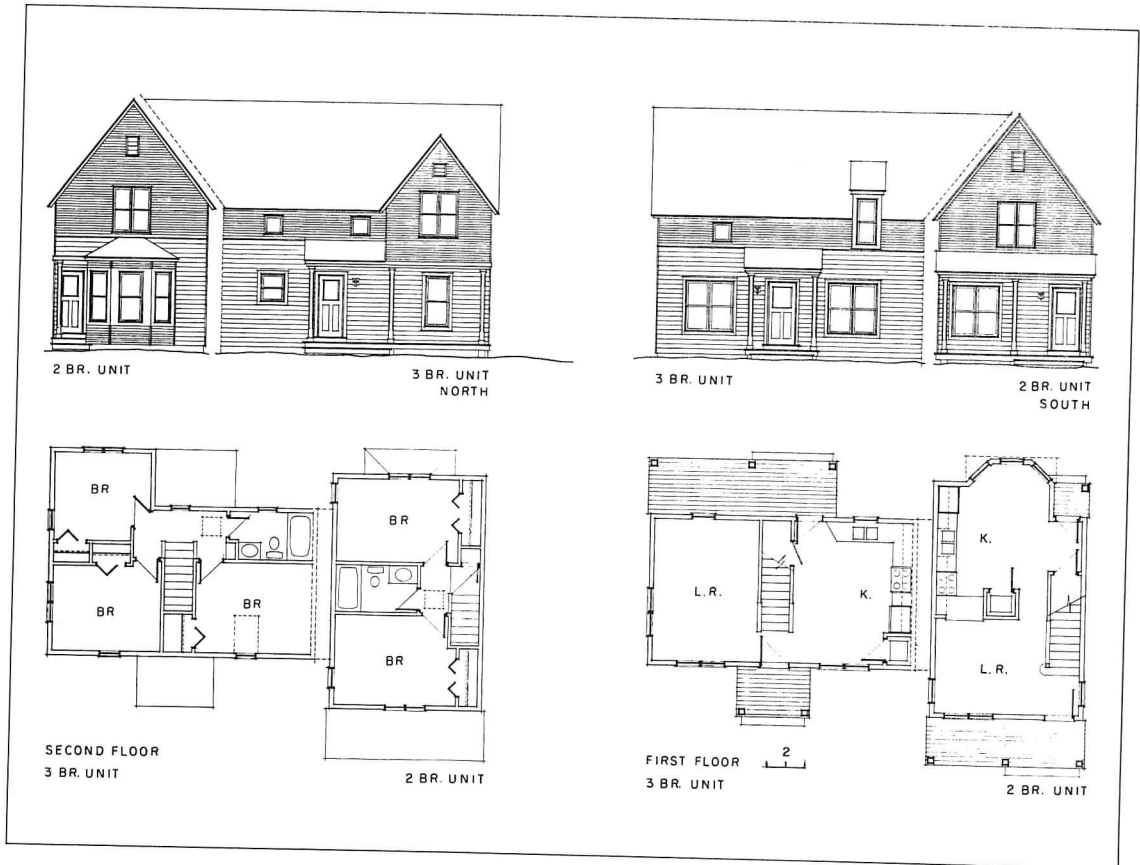 2 BR. UNIT
3 BR. UNIT
NORTH
3 BR. UNIT
2 BR. UNIT
SOUTH
BR
BR
BR
BR
BR
SECOND FLOOR
3 BR. UNIT
2 BR. UNIT
L.R.
K.
K.
L.R.
FIRST FLOOR
2
3 BR. UNIT
2 BR. UNIT